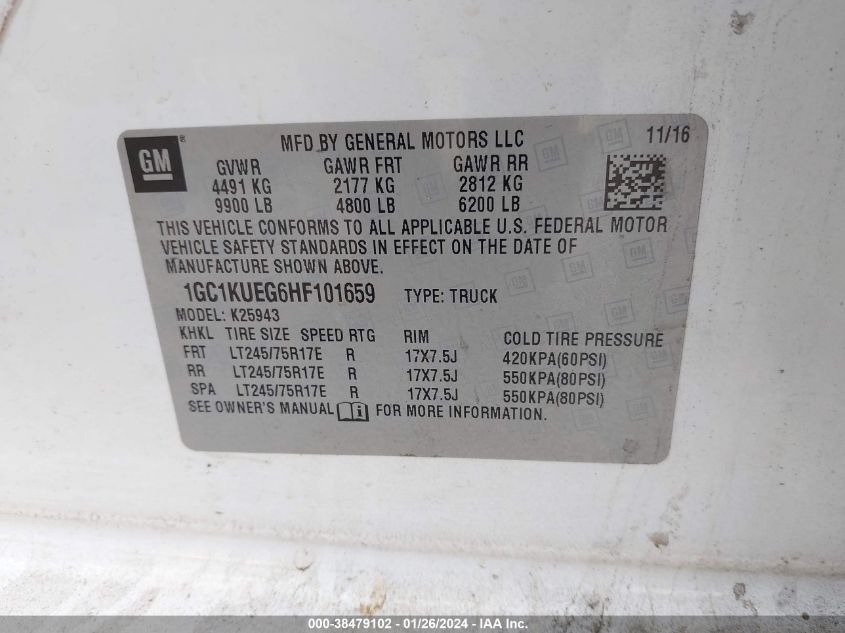 GM ® MFD BY GENERAL MOTORS LLC 11/16
GVWR GAWR FRT GAWR RR
4491 KG 2177 KG 2812 KG
9900 LB 4800 LB 6200 LB
THIS VEHICLE CONFORMS TO ALL APPLICABLE U.S. FEDERAL MOTOR
VEHICLE SAFETY STANDARDS IN EFFECT ON THE DATE OF
MANUFACTURE SHOWN ABOVE.
1GC1KUEG6HF101659 TYPE: TRUCK
MODEL: K25943
KHKL TIRE SIZE SPEED RTG RIM COLD TIRE PRESSURE
FRT LT245/75R17E R 17X7.5J 420KPA(60PSI)
RR LT245/75R17E R 17X7.5J 550KPA(80PSI)
SPA LT245/75R17E R 17X7.5J 550KPA(80PSI)
SEE OWNER'S MANUAL FOR MORE INFORMATION.
000-38479102 - 01/26/2024 - IAA Inc.